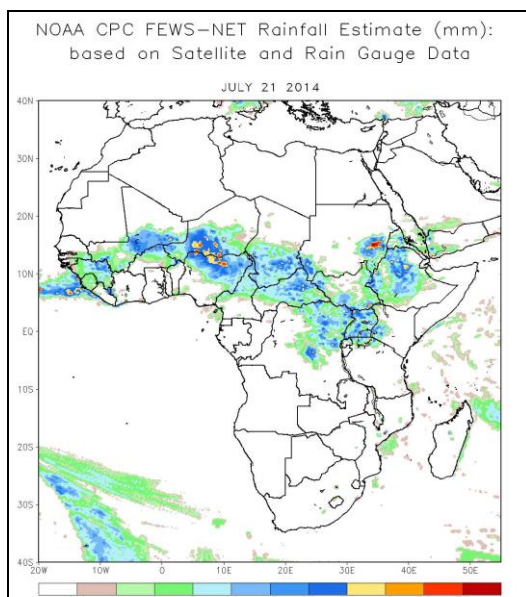 NOAA CPC FEWS-NET Rainfall Estimate (mm):
based on Satellite and Rain Gauge Data
JULY 21 2014
40N
30N
20N
10N
EQ
10S
20S
30S
40S
20W 10W 0 10E 20E 30E 40E 50E